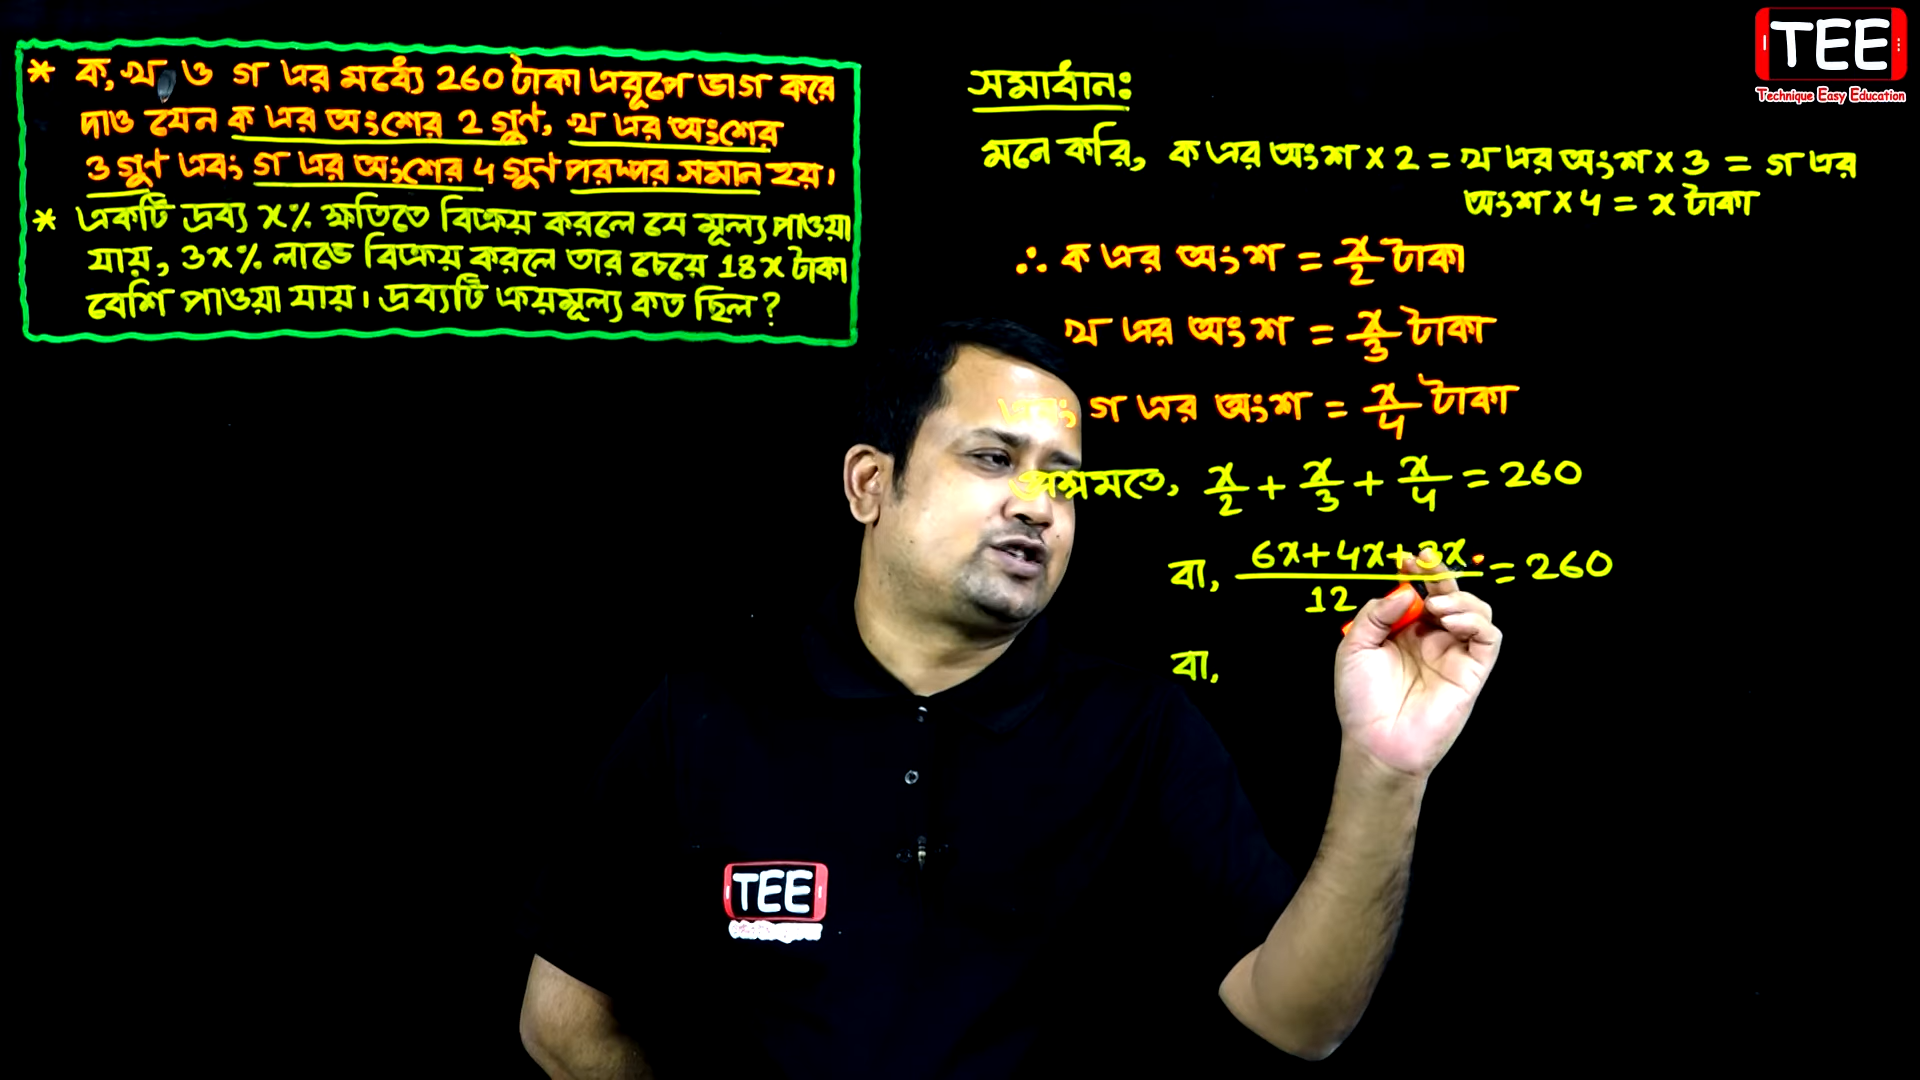 * ক, খ ও গ এর মধ্যে 260 টাকা এরূপে ভাগ করে
দাও যেন ক এর অংশের 2 গুণ, খ এর অংশের
3 গুণ এবং গ এর অংশের 4 গুণ পরস্পর সমান হয়।
* একটি দ্রব্য x% ক্ষতিতে বিক্রয় করলে যে মূল্য পাওয়া
যায়, 3x% লাভে বিক্রয় করলে তার চেয়ে 18x টাকা
বেশি পাওয়া যায়। দ্রব্যটি ক্রয়মূল্য কত ছিল?
সমাধানঃ
মনে করি, ক এর অংশ × 2 = খ এর অংশ × 3 = গ এর
অংশ × 4 = x টাকা
∴ ক এর অংশ = x/2 টাকা
খ এর অংশ = x/3 টাকা
এবং গ এর অংশ = x/4 টাকা
প্রশ্নমতে, x/2 + x/3 + x/4 = 260
বা, (6x+4x+3x)/12 = 260
বা,
TEE
Technique Easy Education
TEE